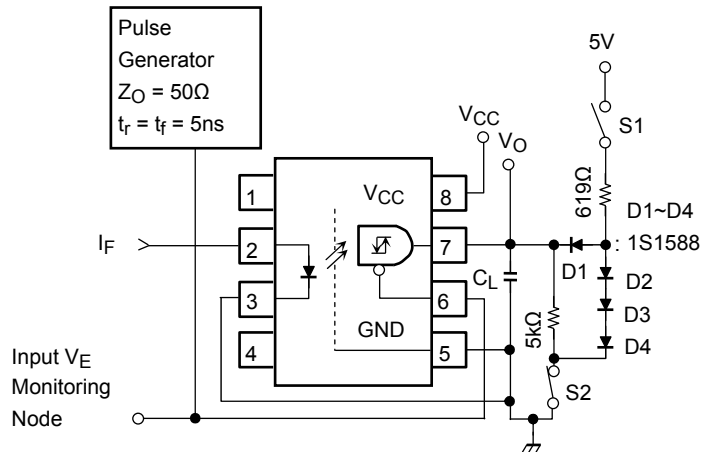 Pulse
Generator
ZO = 50Ω
tr = tf = 5ns
5V
S1
VCC
VO
619Ω
D1~D4
: 1S1588
1
VCC
8
IF
2
7
CL
D1
D2
3
6
5kΩ
D3
GND
4
5
D4
Input VE
Monitoring
Node
S2